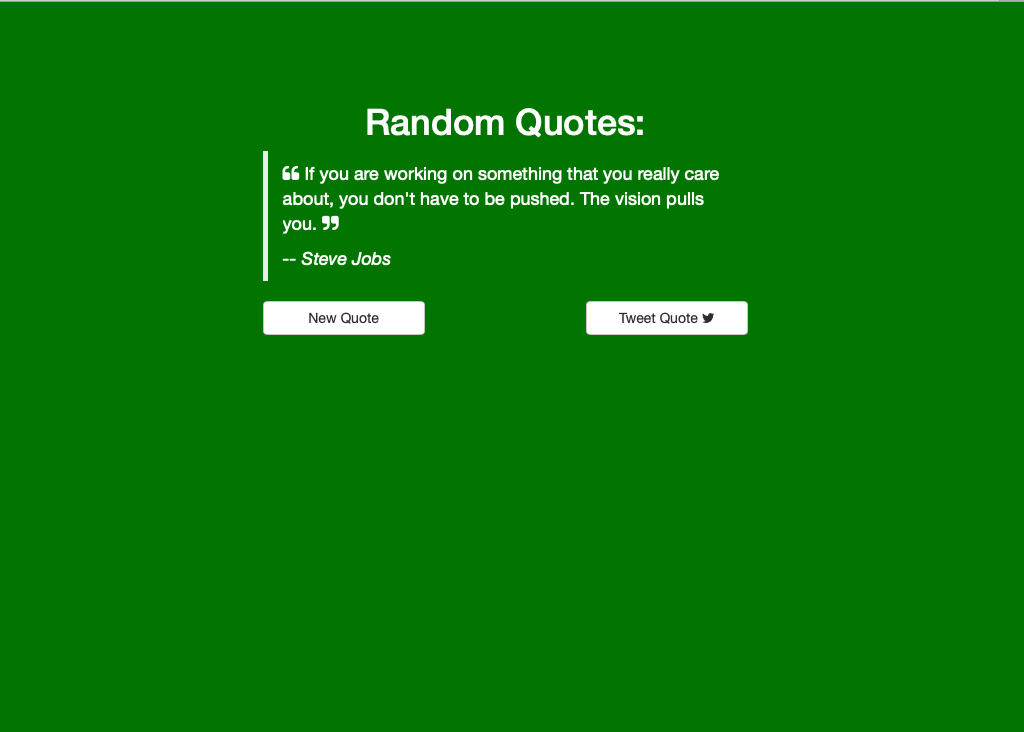 Random Quotes:
❝ If you are working on something that you really care
about, you don't have to be pushed. The vision pulls
you. ❞
-- Steve Jobs
New Quote
Tweet Quote